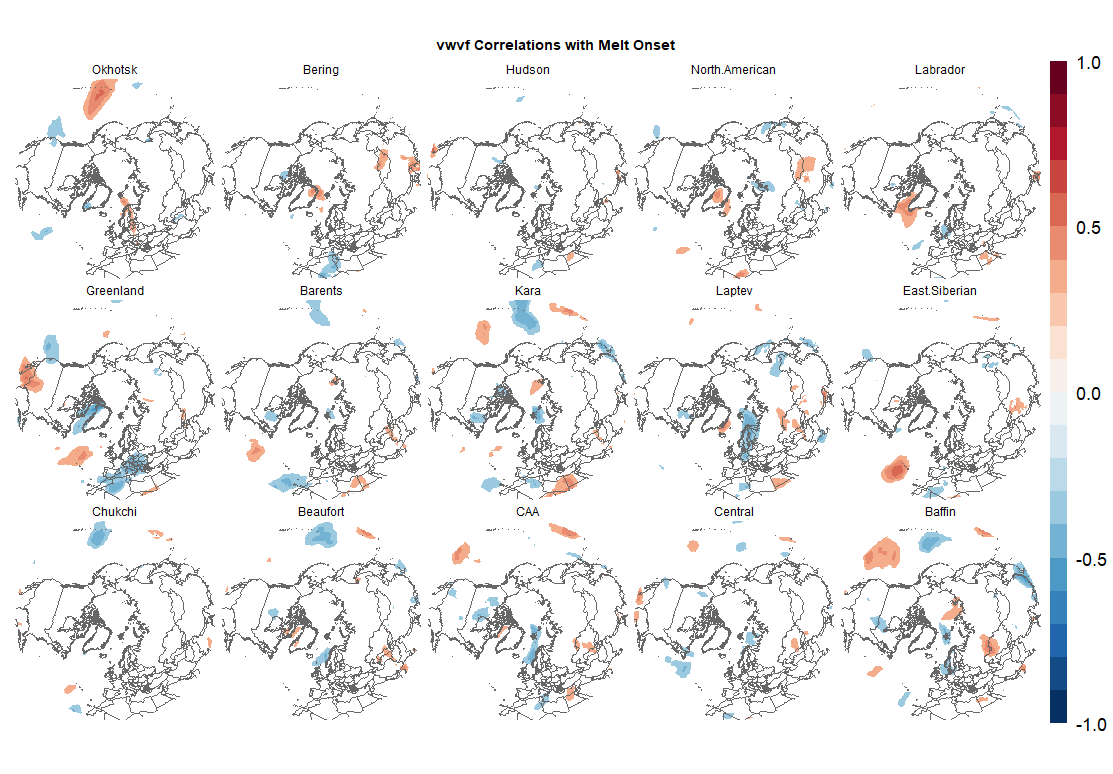 vwvf Correlations with Melt Onset
Okhotsk Bering Hudson North.American Labrador
Greenland Barents Kara Laptev East.Siberian
Chukchi Beaufort CAA Central Baffin
1.0
0.5
0.0
-0.5
-1.0